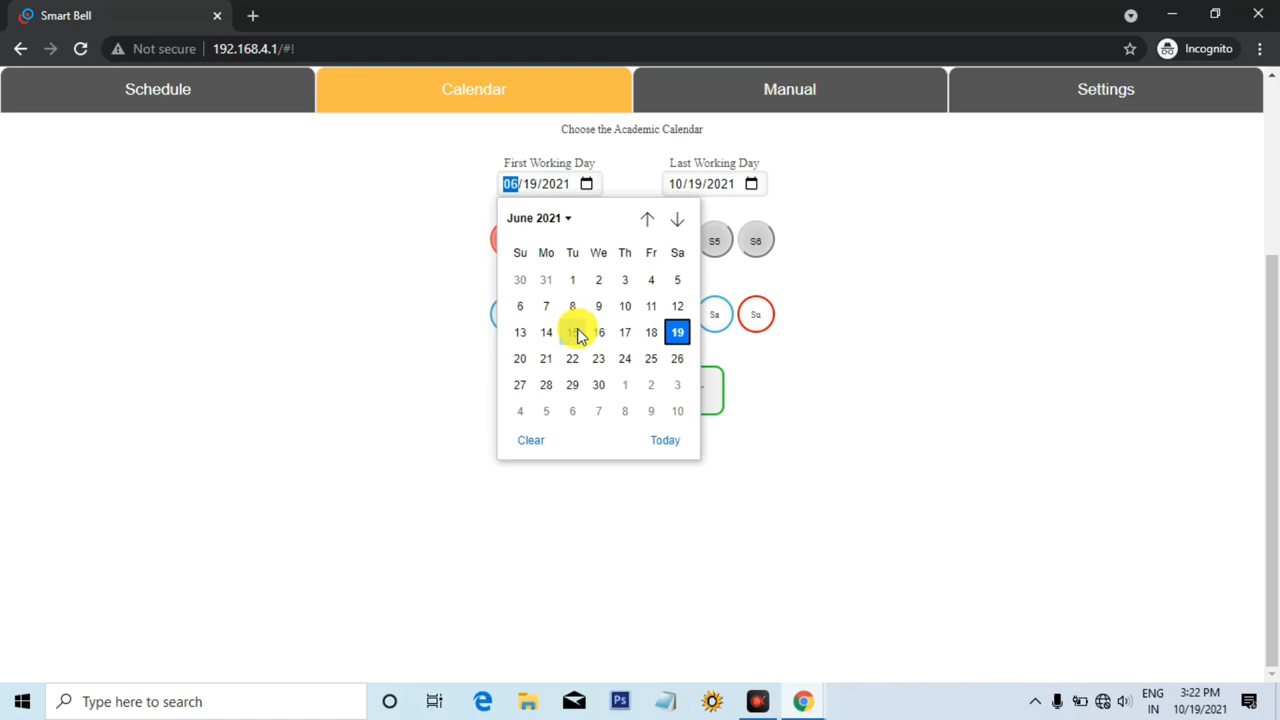 Smart Bell
Not secure
192.168.4.1/#!
Incognito
Schedule
Calendar
Manual
Settings
Choose the Academic Calendar
First Working Day
Last Working Day
06/19/2021
10/19/2021
June 2021
S5
S6
Su Mo Tu We Th Fr Sa
30 31 1 2 3 4 5
6 7 8 9 10 11 12
13 14 15 16 17 18 19
20 21 22 23 24 25 26
27 28 29 30 1 2 3
4 5 6 7 8 9 10
Sa
Su
Clear
Today
Type here to search
Ps
ENG
IN
3:22 PM
10/19/2021